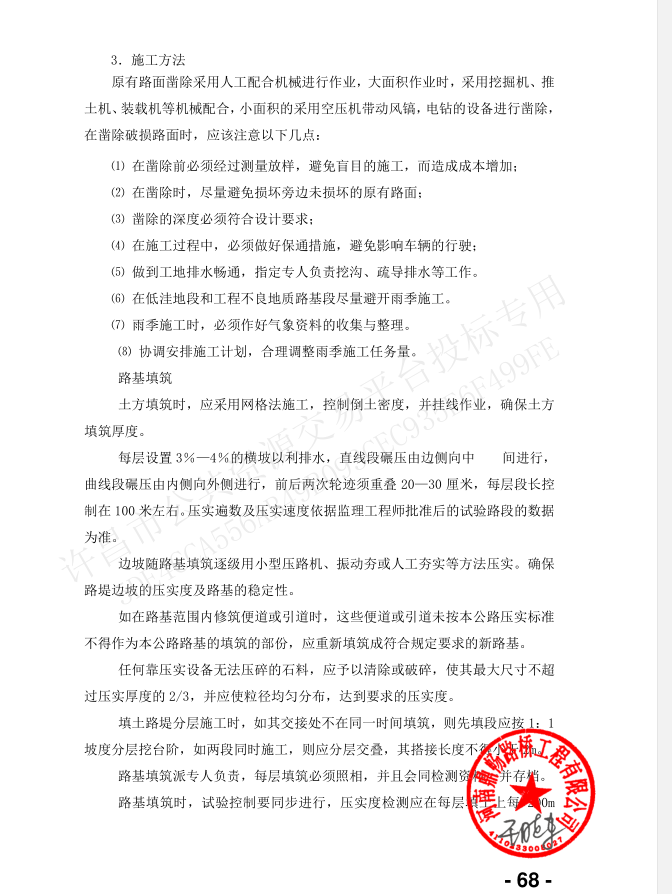 3．施工方法
原有路面凿除采用人工配合机械进行作业，大面积作业时，采用挖掘机、推
土机、装载机等机械配合，小面积的采用空压机带动风镐，电钻的设备进行凿除，
在凿除破损路面时，应该注意以下几点：
⑴ 在凿除前必须经过测量放样，避免盲目的施工，而造成成本增加；
⑵ 在凿除时，尽量避免损坏旁边未损坏的原有路面；
⑶ 凿除的深度必须符合设计要求；
⑷ 在施工过程中，必须做好保通措施，避免影响车辆的行驶；
⑸ 做到工地排水畅通，指定专人负责挖沟、疏导排水等工作。
⑹ 在低洼地段和工程不良地质路基段尽量避开雨季施工。
⑺ 雨季施工时，必须作好气象资料的收集与整理。
⑻ 协调安排施工计划，合理调整雨季施工任务量。
路基填筑
土方填筑时，应采用网格法施工，控制倒土密度，并挂线作业，确保土方
填筑厚度。
每层设置 3%—4%的横坡以利排水，直线段碾压由边侧向中 间进行，
曲线段碾压由内侧向外侧进行，前后两次轮迹须重叠 20—30 厘米，每层段长控
制在 100 米左右。压实遍数及压实速度依据监理工程师批准后的试验路段的数据
为准。
边坡随路基填筑逐级用小型压路机、振动夯或人工夯实等方法压实。确保
路堤边坡的压实度及路基的稳定性。
如在路基范围内修筑便道或引道时，这些便道或引道未按本公路压实标准
不得作为本公路路基的填筑的部份，应重新填筑成符合规定要求的新路基。
任何靠压实设备无法压碎的石料，应予以清除或破碎，使其最大尺寸不超
过压实厚度的 2/3，并应使粒径均匀分布，达到要求的压实度。
填土路堤分层施工时，如其交接处不在同一时间填筑，则先填段应按 1：1
坡度分层挖台阶，如两段同时施工，则应分层交叠，其搭接长度不得小于
路基填筑派专人负责，每层填筑必须照相，并且会同检测资 并存档。
路基填筑时，试验控制要同步进行，压实度检测应在每层填土上每 200m
许昌市公共资源交易平台投标专用
路桥工程有限公司
- 68 -